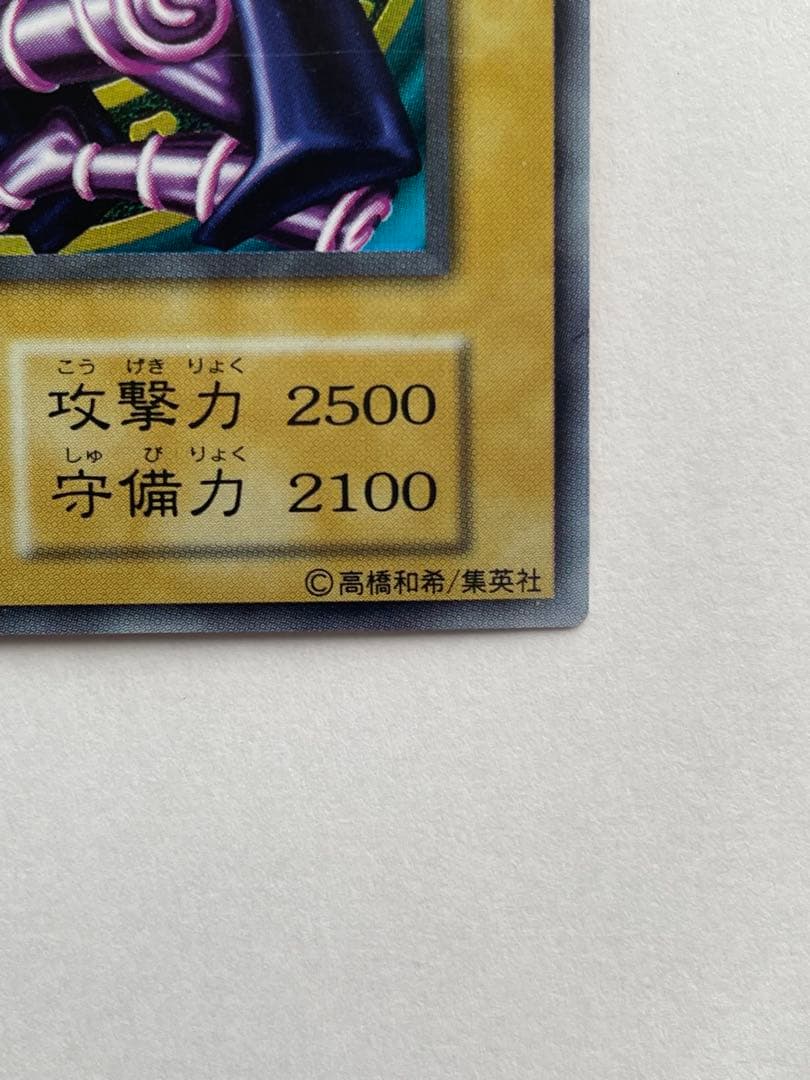 こうげきりょく
攻撃力 2500
しゅびりょく
守備力 2100
©高橋和希/集英社